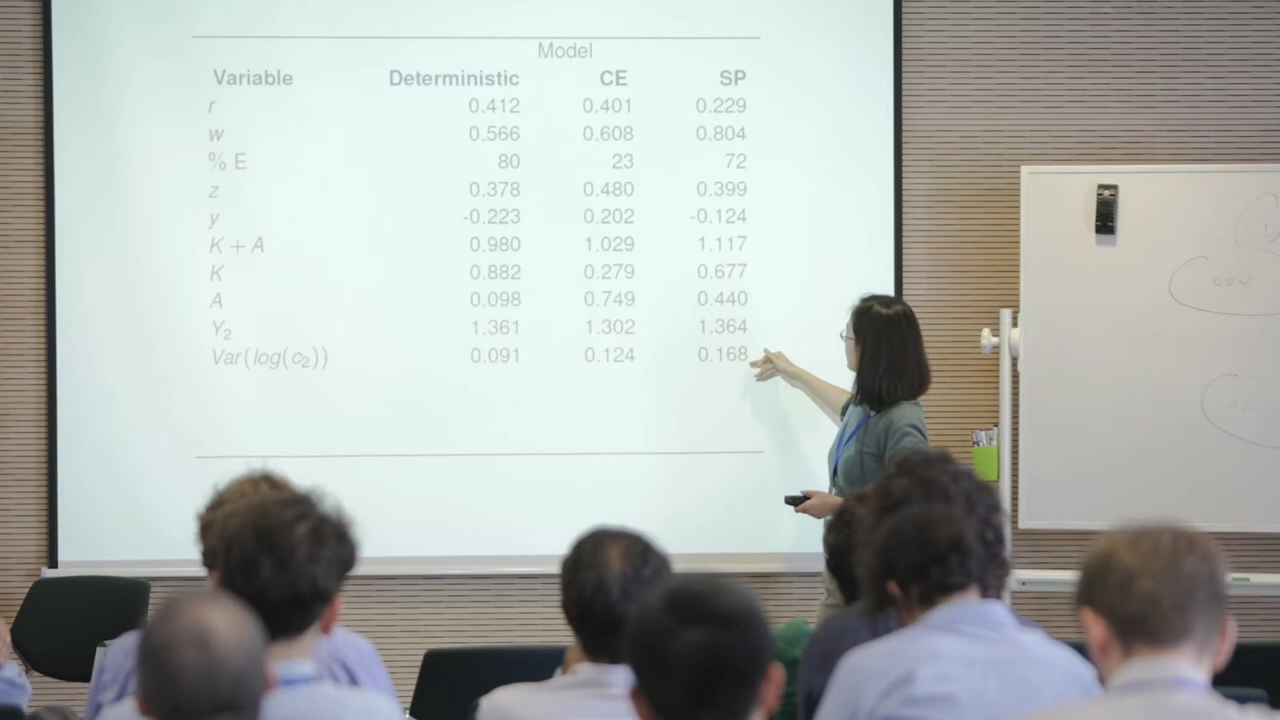 Model
Variable Deterministic CE SP
r 0.412 0.401 0.229
w 0.566 0.608 0.804
% E 80 23 72
z 0.378 0.480 0.399
y -0.223 0.202 -0.124
K + A 0.980 1.029 1.117
K 0.882 0.279 0.677
A 0.098 0.749 0.440
Y₂ 1.361 1.302 1.364
Var(log(c₂)) 0.091 0.124 0.168